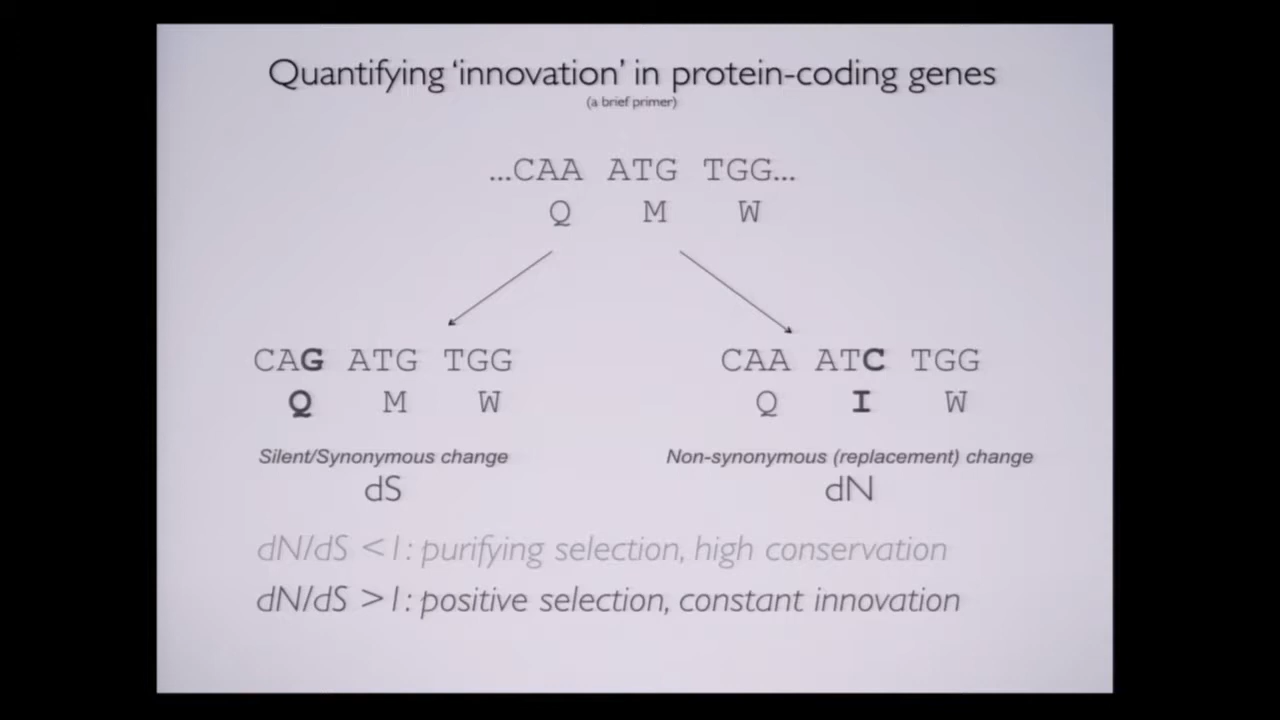 Quantifying 'innovation' in protein-coding genes
(a brief primer)
...CAA ATG TGG...
Q M W
CAG ATG TGG
Q M W
CAA ATC TGG
Q I W
Silent/Synonymous change
dS
Non-synonymous (replacement) change
dN
dN/dS <1: purifying selection, high conservation
dN/dS >1: positive selection, constant innovation